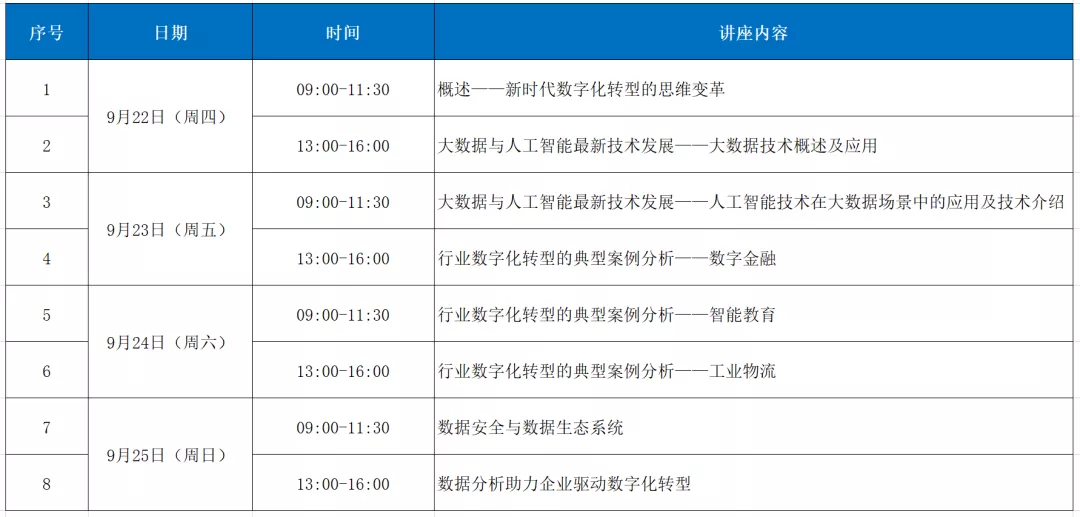 序号 日期 时间 讲座内容
1 9月22日（周四） 09:00-11:30 概述——新时代数字化转型的思维变革
2 13:00-16:00 大数据与人工智能最新技术发展——大数据技术概述及应用
3 9月23日（周五） 09:00-11:30 大数据与人工智能最新技术发展——人工智能技术在大数据场景中的应用及技术介绍
4 13:00-16:00 行业数字化转型的典型案例分析——数字金融
5 9月24日（周六） 09:00-11:30 行业数字化转型的典型案例分析——智能教育
6 13:00-16:00 行业数字化转型的典型案例分析——工业物流
7 9月25日（周日） 09:00-11:30 数据安全与数据生态系统
8 13:00-16:00 数据分析助力企业驱动数字化转型